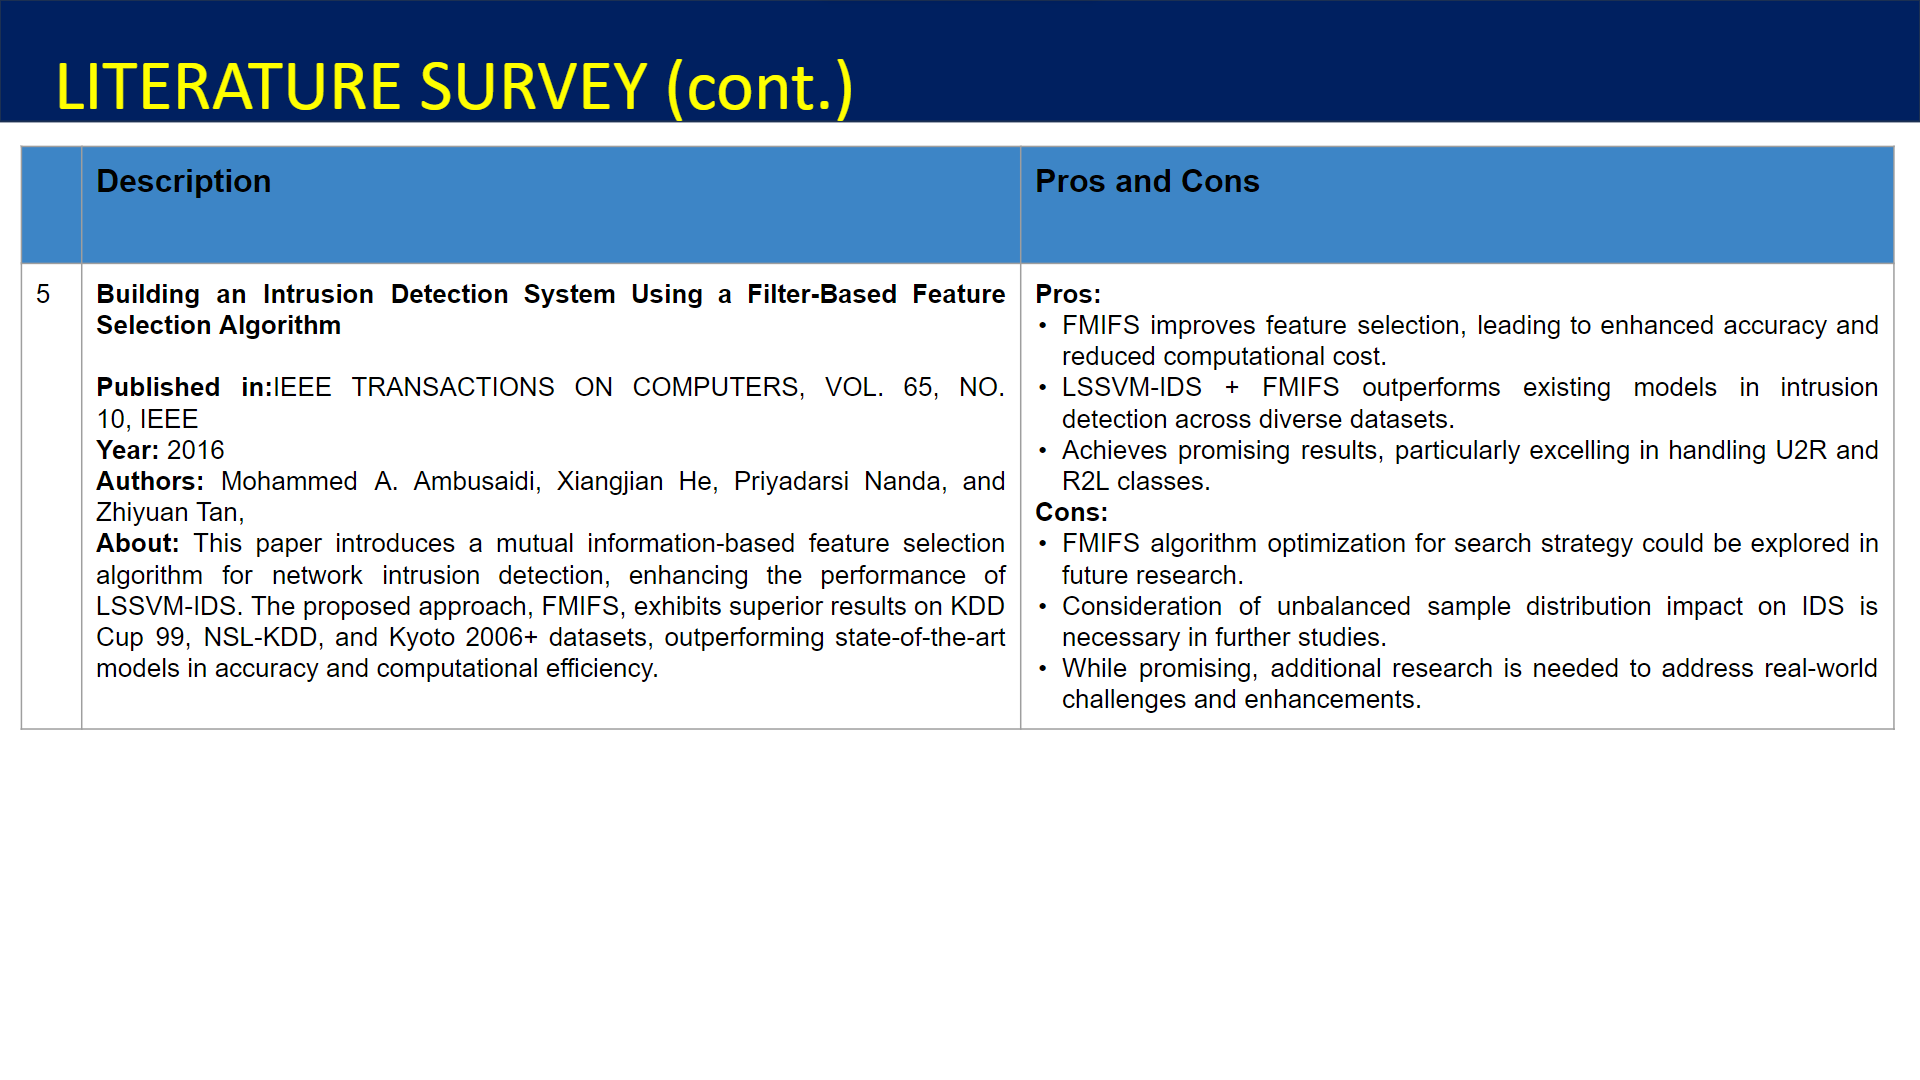 LITERATURE SURVEY (cont.)
Description
Pros and Cons
5
Building an Intrusion Detection System Using a Filter-Based Feature
Selection Algorithm
Published in:IEEE TRANSACTIONS ON COMPUTERS, VOL. 65, NO.
10, IEEE
Year: 2016
Authors: Mohammed A. Ambusaidi, Xiangjian He, Priyadarsi Nanda, and
Zhiyuan Tan,
About: This paper introduces a mutual information-based feature selection
algorithm for network intrusion detection, enhancing the performance of
LSSVM-IDS. The proposed approach, FMIFS, exhibits superior results on KDD
Cup 99, NSL-KDD, and Kyoto 2006+ datasets, outperforming state-of-the-art
models in accuracy and computational efficiency.
Pros:
• FMIFS improves feature selection, leading to enhanced accuracy and
reduced computational cost.
• LSSVM-IDS + FMIFS outperforms existing models in intrusion
detection across diverse datasets.
• Achieves promising results, particularly excelling in handling U2R and
R2L classes.
Cons:
• FMIFS algorithm optimization for search strategy could be explored in
future research.
• Consideration of unbalanced sample distribution impact on IDS is
necessary in further studies.
• While promising, additional research is needed to address real-world
challenges and enhancements.